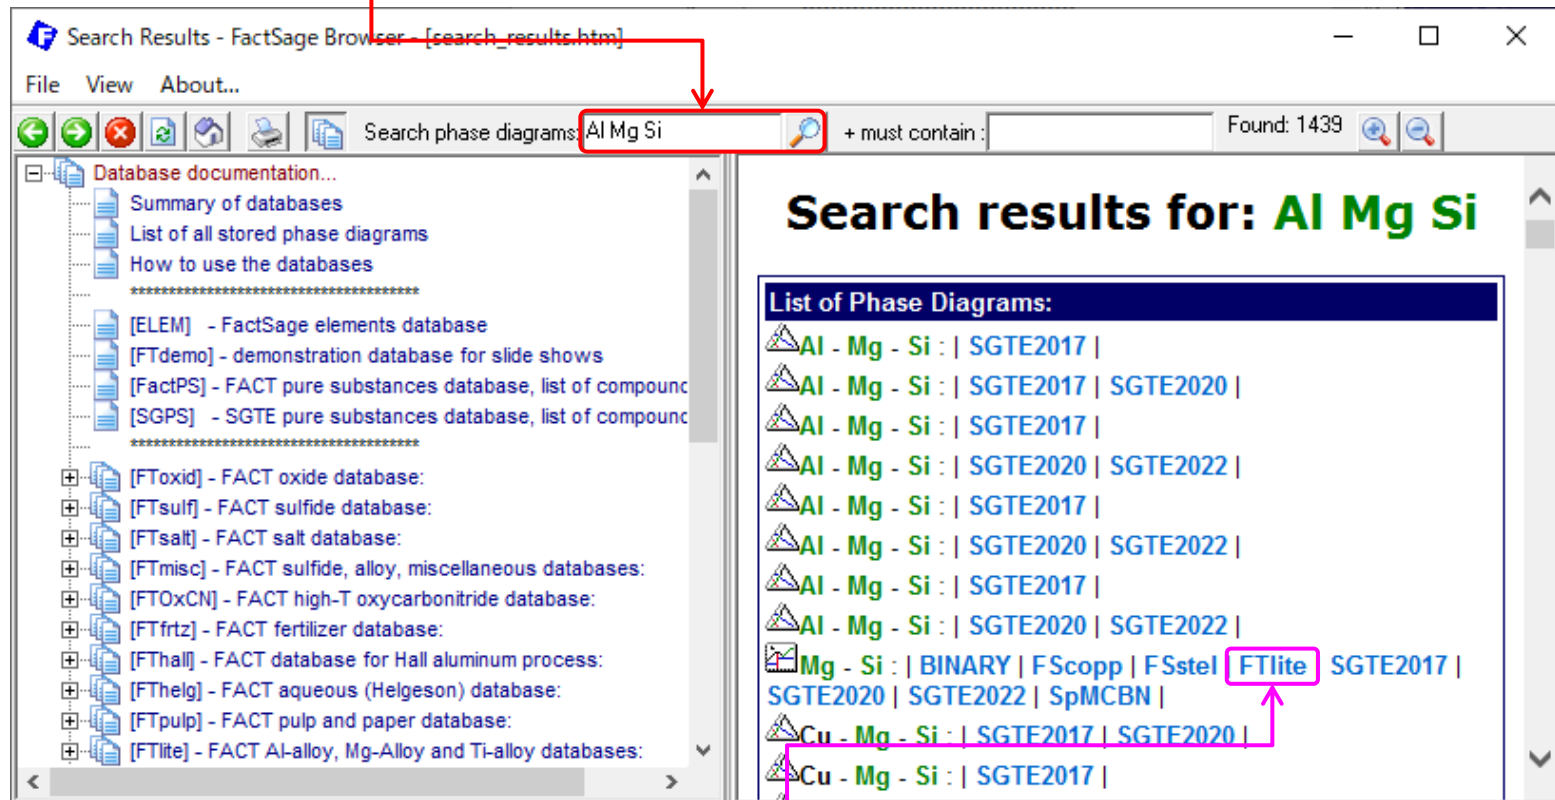 Search Results - FactSage Browser - [search_results.htm]
File View About...
Search phase diagrams: Al Mg Si + must contain : Found: 1439
Database documentation...
Summary of databases
List of all stored phase diagrams
How to use the databases
**************************************
[ELEM] - FactSage elements database
[FTdemo] - demonstration database for slide shows
[FactPS] - FACT pure substances database, list of compounc
[SGPS] - SGTE pure substances database, list of compounc
**************************************
[FToxid] - FACT oxide database:
[FTsulf] - FACT sulfide database:
[FTsalt] - FACT salt database:
[FTmisc] - FACT sulfide, alloy, miscellaneous databases:
[FTOxCN] - FACT high-T oxycarbonitride database:
[FTfrtz] - FACT fertilizer database:
[FThall] - FACT database for Hall aluminum process:
[FThelg] - FACT aqueous (Helgeson) database:
[FTpulp] - FACT pulp and paper database:
[FTlite] - FACT Al-alloy, Mg-Alloy and Ti-alloy databases:
Search results for: Al Mg Si
List of Phase Diagrams:
Al - Mg - Si : | SGTE2017 |
Al - Mg - Si : | SGTE2017 | SGTE2020 |
Al - Mg - Si : | SGTE2017 |
Al - Mg - Si : | SGTE2020 | SGTE2022 |
Al - Mg - Si : | SGTE2017 |
Al - Mg - Si : | SGTE2020 | SGTE2022 |
Al - Mg - Si : | SGTE2017 |
Al - Mg - Si : | SGTE2020 | SGTE2022 |
Mg - Si : | BINARY | FScopp | FSstel | FTlite | SGTE2017 |
SGTE2020 | SGTE2022 | SpMCBN |
Cu - Mg - Si : | SGTE2017 | SGTE2020 |
Cu - Mg - Si : | SGTE2017 |